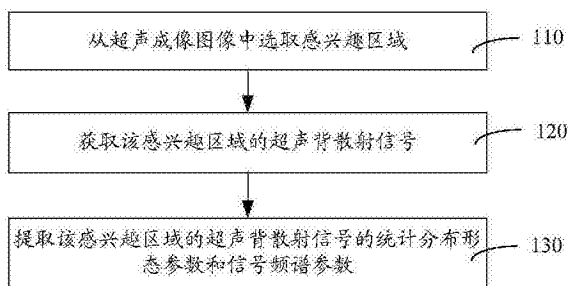 从超声成像图像中选取感兴趣区域
110
获取该感兴趣区域的超声背散射信号
120
提取该感兴趣区域的超声背散射信号的统计分布形
态参数和信号频谱参数
130